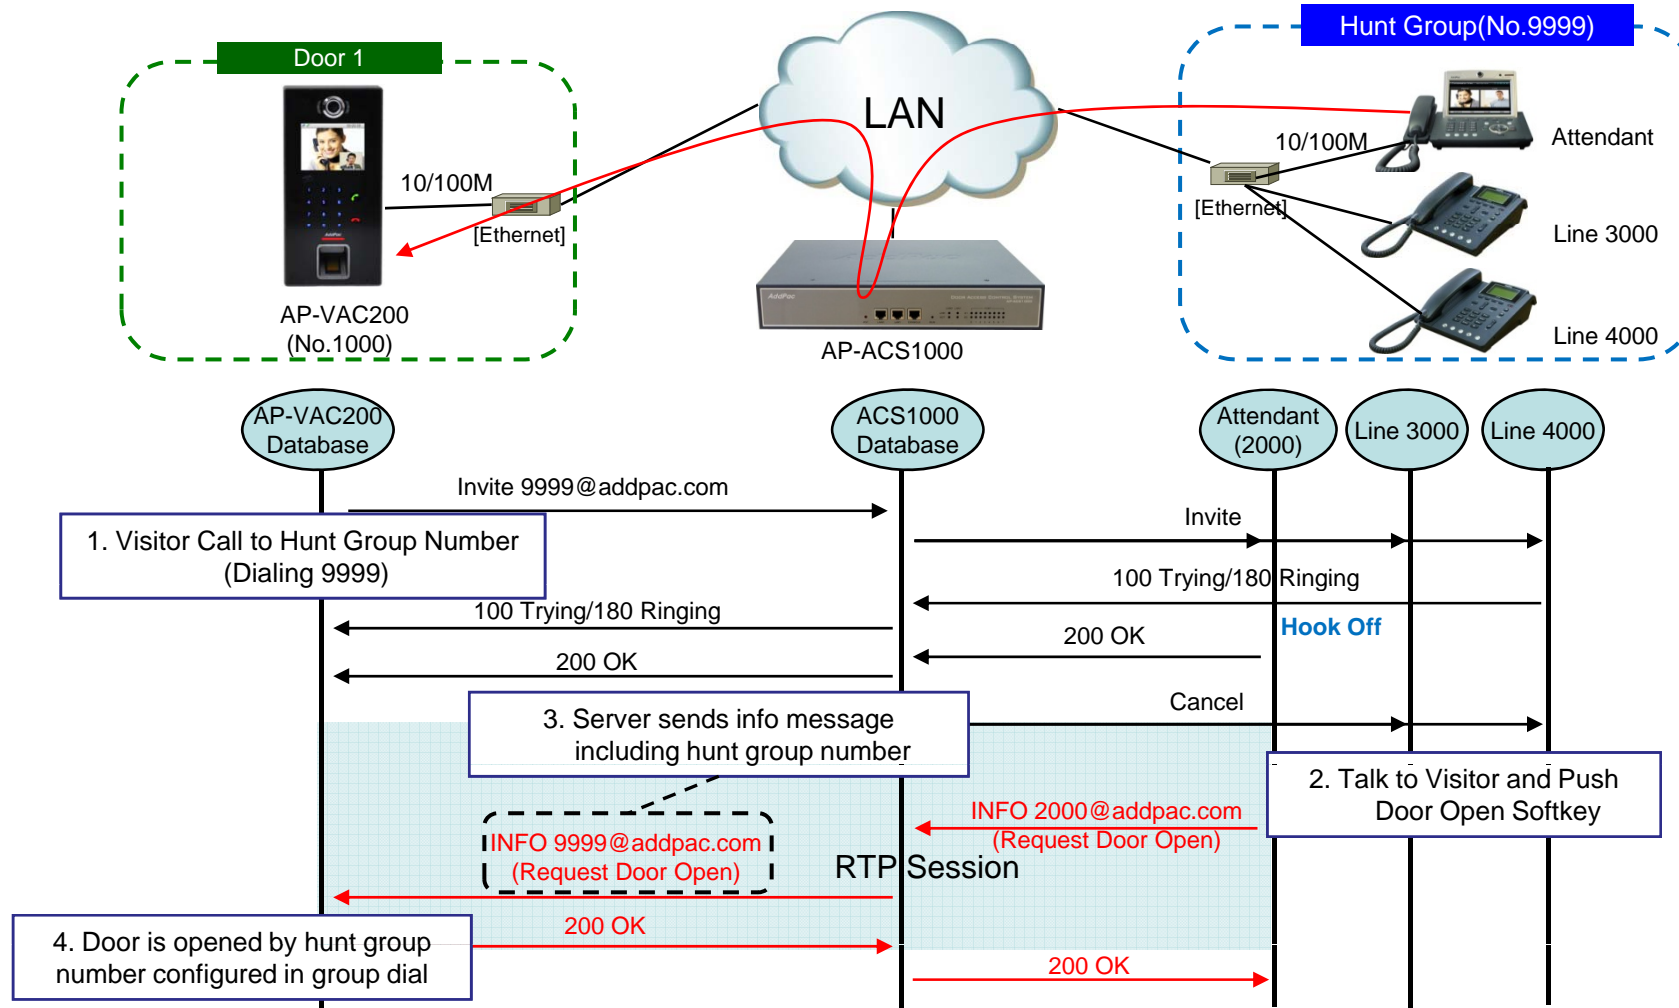 Door 1
Hunt Group(No.9999)
LAN
10/100M
[Ethernet]
10/100M
[Ethernet]
Attendant
Line 3000
Line 4000
AddPac
AP-VAC200
(No.1000)
AddPac
AP-ACS1000
AP-VAC200
Database
ACS1000
Database
Attendant
(2000)
Line 3000
Line 4000
Invite 9999@addpac.com
1. Visitor Call to Hunt Group Number
(Dialing 9999)
Invite
100 Trying/180 Ringing
100 Trying/180 Ringing
Hook Off
200 OK
200 OK
Cancel
3. Server sends info message
including hunt group number
2. Talk to Visitor and Push
Door Open Softkey
INFO 2000@addpac.com
(Request Door Open)
INFO 9999@addpac.com
(Request Door Open)
RTP Session
200 OK
4. Door is opened by hunt group
number configured in group dial
200 OK